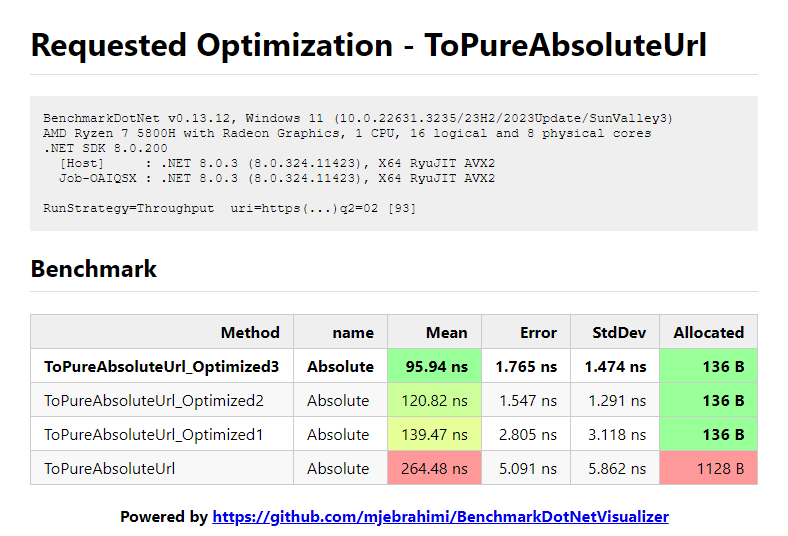 Requested Optimization - ToPureAbsoluteUrl
BenchmarkDotNet v0.13.12, Windows 11 (10.0.22631.3235/23H2/2023Update/SunValley3)
AMD Ryzen 7 5800H with Radeon Graphics, 1 CPU, 16 logical and 8 physical cores
.NET SDK 8.0.200
[Host]     : .NET 8.0.3 (8.0.324.11423), X64 RyuJIT AVX2
Job-OAIQSX : .NET 8.0.3 (8.0.324.11423), X64 RyuJIT AVX2
RunStrategy=Throughput  uri=https(...)q2=02 [93]
Benchmark
Method name Mean Error StdDev Allocated
ToPureAbsoluteUrl_Optimized3 Absolute 95.94 ns 1.765 ns 1.474 ns 136 B
ToPureAbsoluteUrl_Optimized2 Absolute 120.82 ns 1.547 ns 1.291 ns 136 B
ToPureAbsoluteUrl_Optimized1 Absolute 139.47 ns 2.805 ns 3.118 ns 136 B
ToPureAbsoluteUrl Absolute 264.48 ns 5.091 ns 5.862 ns 1128 B
Powered by https://github.com/mjebrahimi/BenchmarkDotNetVisualizer